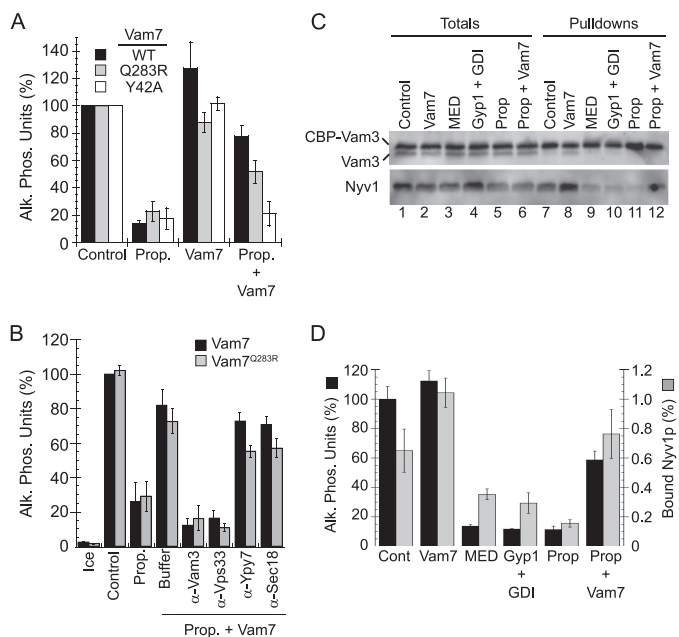 A
Vam7
WT
Q283R
Y42A
Alk. Phos. Units (%)
140
120
100
80
60
40
20
0
Control
Prop.
Vam7
Prop.
+
Vam7
C
Totals
Pulldowns
Control
Vam7
MED
Gyp1 + GDI
Prop
Prop + Vam7
Control
Vam7
MED
Gyp1 + GDI
Prop
Prop + Vam7
CBP-Vam3
Vam3
Nyv1
1 2 3 4 5 6 7 8 9 10 11 12
B
Vam7
Vam7Q283R
Alk. Phos. Units (%)
120
100
80
60
40
20
0
Ice
Control
Prop.
Buffer
α-Vam3
α-Vps33
α-Ypy7
α-Sec18
Prop. + Vam7
D
Alk. Phos. Units (%)
120
100
80
60
40
20
0
Bound Nyv1p (%)
1.2
1.0
0.8
0.6
0.4
0.2
0
Cont
Vam7
MED
Gyp1
+
GDI
Prop
Prop
+
Vam7